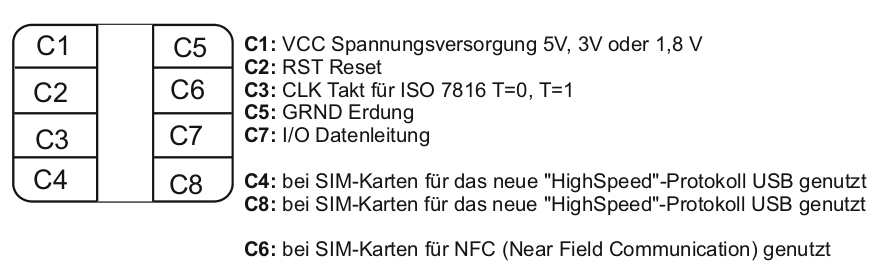 C1
C5
C2
C6
C3
C7
C4
C8
C1: VCC Spannungsversorgung 5V, 3V oder 1,8 V
C2: RST Reset
C3: CLK Takt für ISO 7816 T=0, T=1
C5: GRND Erdung
C7: I/O Datenleitung
C4: bei SIM-Karten für das neue "HighSpeed"-Protokoll USB genutzt
C8: bei SIM-Karten für das neue "HighSpeed"-Protokoll USB genutzt
C6: bei SIM-Karten für NFC (Near Field Communication) genutzt